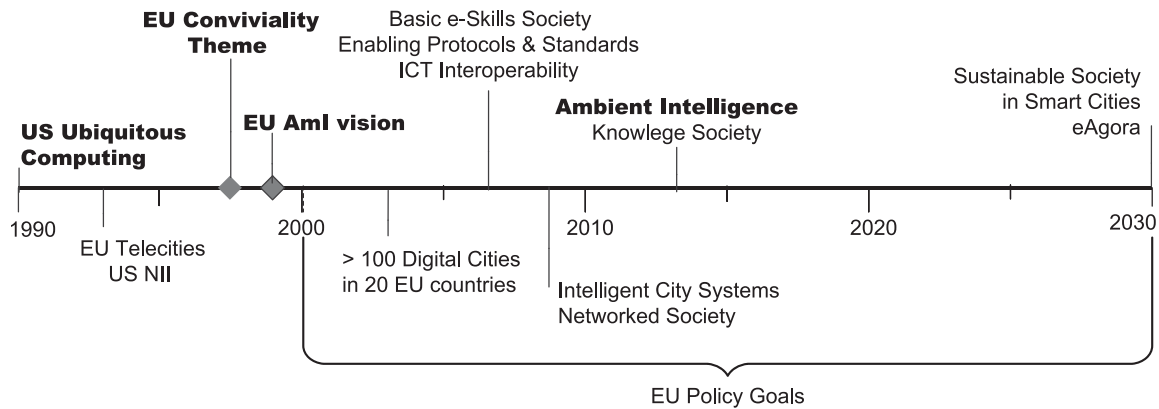 EU Conviviality
Theme
Basic e-Skills Society
Enabling Protocols & Standards
ICT Interoperability
Sustainable Society
in Smart Cities
eAgora
US Ubiquitous
Computing
EU AmI vision
Ambient Intelligence
Knowlege Society
1990
2000
2010
2020
2030
EU Telecities
US NII
> 100 Digital Cities
in 20 EU countries
Intelligent City Systems
Networked Society
EU Policy Goals